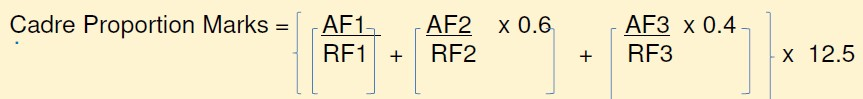 Cadre Proportion Marks = [ [ AF1 + [ AF2 x 0.6 ] + [ AF3 x 0.4 ] ] x 12.5
RF1 RF2 RF3